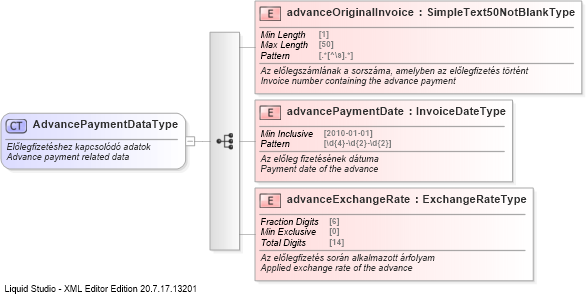 E advanceOriginalInvoice : SimpleText50NotBlankType
Min Length [1]
Max Length [50]
Pattern [.*[^\s].*]
Az előlegszámlának a sorszáma, amelyben az előlegfizetés történt
Invoice number containing the advance payment
CT AdvancePaymentDataType
Előlegfizetéshez kapcsolódó adatok
Advance payment related data
E advancePaymentDate : InvoiceDateType
Min Inclusive [2010-01-01]
Pattern [\d{4}-\d{2}-\d{2}]
Az előleg fizetésének dátuma
Payment date of the advance
E advanceExchangeRate : ExchangeRateType
Fraction Digits [6]
Min Exclusive [0]
Total Digits [14]
Az előlegfizetés során alkalmazott árfolyam
Applied exchange rate of the advance
Liquid Studio - XML Editor Edition 20.7.17.13201